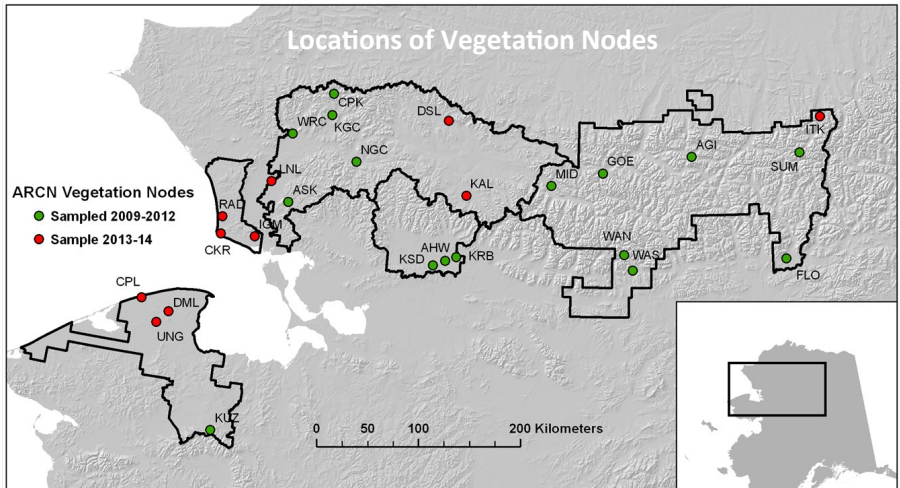 Locations of Vegetation Nodes
CPK
DSL
ITK
WRC
KGC
NGC
GOE
AGI
SUM
MID
LNL
KAL
ARCN Vegetation Nodes
ASK
Sampled 2009-2012
RAD
IGM
Sample 2013-14
CKR
WAN
AHW
KRB
KSD
WAS
FLO
CPL
DML
UNG
KUZ
0 50 100 200 Kilometers